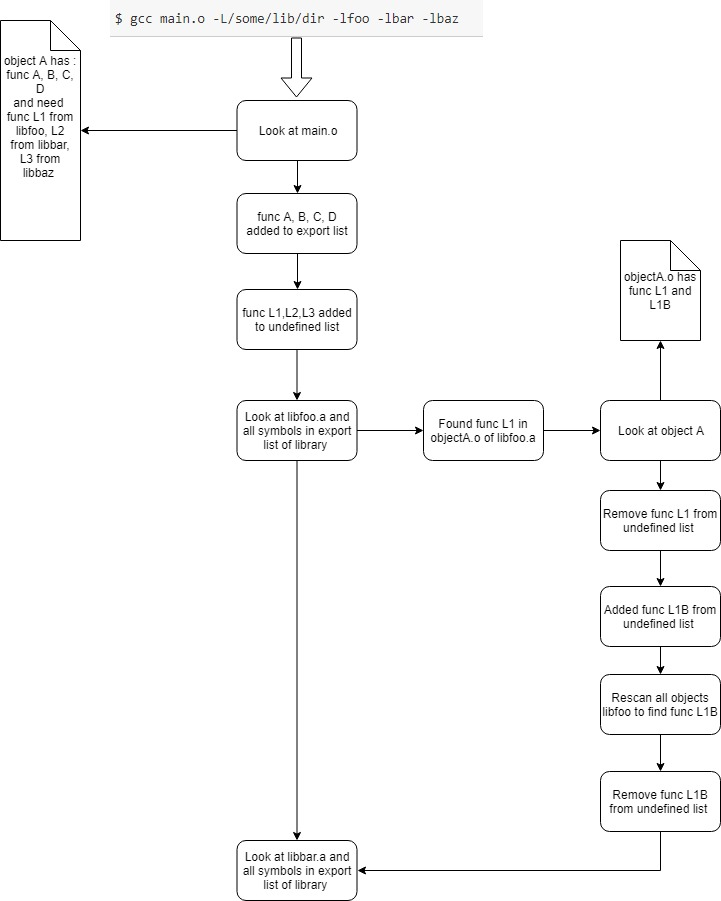 $ gcc main.o -L/some/lib/dir -lfoo -lbar -lbaz
object A has :
func A, B, C,
D
and need
func L1 from
libfoo, L2
from libbar,
L3 from
libbaz
Look at main.o
func A, B, C, D
added to export list
func L1,L2,L3 added
to undefined list
Look at libfoo.a and
all symbols in export
list of library
Found func L1 in
objectA.o of libfoo.a
Look at object A
objectA.o has
func L1 and
L1B
Remove func L1 from
undefined list
Added func L1B from
undefined list
Rescan all objects
libfoo to find func L1B
Remove func L1B
from undefined list
Look at libbar.a and
all symbols in export
list of library